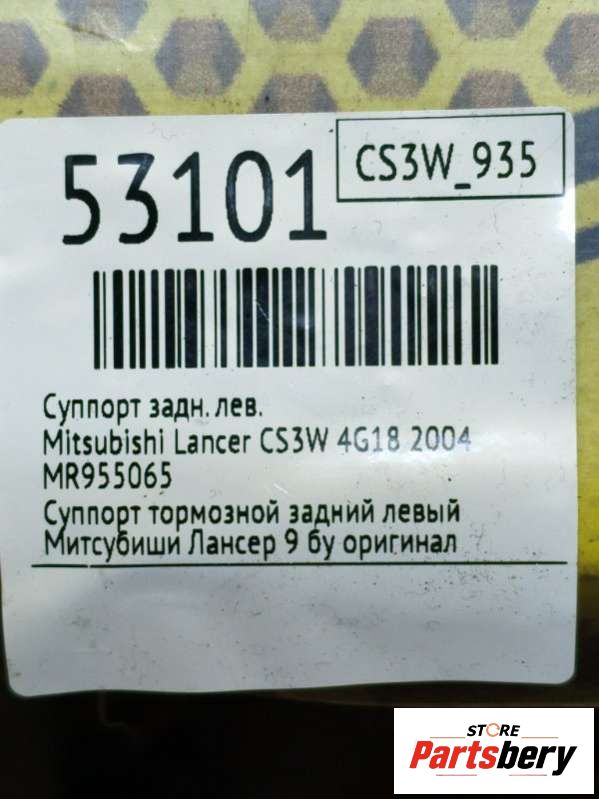 53101
CS3W_935
Суппорт задн. лев.
Mitsubishi Lancer CS3W 4G18 2004
MR955065
Суппорт тормозной задний левый
Митсубиши Лансер 9 бу оригинал
STORE
Partsbery